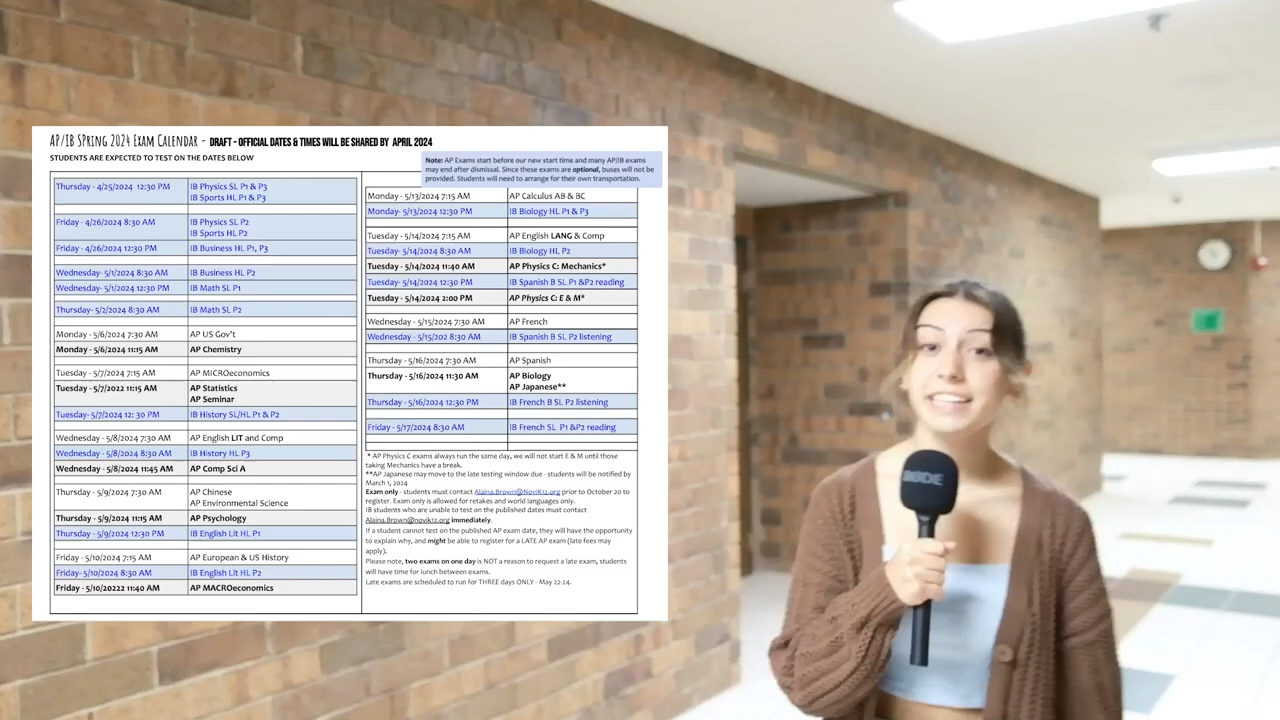 AP/IB SPring 2024 Exam Calendar - DRAFT - OFFICIAL DATES & TIMES WILL BE SHARED BY APRIL 2024
STUDENTS ARE EXPECTED TO TEST ON THE DATES BELOW
Note: AP Exams start before our new start time and many AP/IB exams
may end after dismissal. Since these exams are optional, buses will not be
provided. Students will need to arrange for their own transportation.
Thursday - 4/25/2024 12:30 PM IB Physics SL P1 & P3
IB Sports HL P1 & P3
Friday - 4/26/2024 8:30 AM IB Physics SL P2
IB Sports HL P2
Friday - 4/26/2024 12:30 PM IB Business HL P1, P3
Wednesday- 5/1/2024 8:30 AM IB Business HL P2
Wednesday- 5/1/2024 12:30 PM IB Math SL P1
Thursday - 5/2/2024 8:30 AM IB Math SL P2
Monday - 5/6/2024 7:30 AM AP US Gov't
Monday - 5/6/2024 11:15 AM AP Chemistry
Tuesday - 5/7/2024 7:15 AM AP MICROeconomics
Tuesday - 5/7/2022 11:15 AM AP Statistics
AP Seminar
Tuesday- 5/7/2024 12: 30 PM IB History SL/HL P1 & P2
Wednesday - 5/8/2024 7:30 AM AP English LIT and Comp
Wednesday - 5/8/2024 8:30 AM IB History HL P3
Wednesday - 5/8/2024 11:45 AM AP Comp Sci A
Thursday - 5/9/2024 7:30 AM AP Chinese
AP Environmental Science
Thursday - 5/9/2024 11:15 AM AP Psychology
Thursday - 5/9/2024 12:30 PM IB English Lit HL P1
Friday - 5/10/2024 7:15 AM AP European & US History
Friday- 5/10/2024 8:30 AM IB English Lit HL P2
Friday - 5/10/20222 11:40 AM AP MACROeconomics
Monday - 5/13/2024 7:15 AM AP Calculus AB & BC
Monday - 5/13/2024 12:30 PM IB Biology HL P1 & P3
Tuesday - 5/14/2024 7:15 AM AP English LANG & Comp
Tuesday - 5/14/2024 8:30 AM IB Biology HL P2
Tuesday - 5/14/2024 11:40 AM AP Physics C: Mechanics*
Tuesday - 5/14/2024 12:30 PM IB Spanish B SL P1 &P2 reading
Tuesday - 5/14/2024 2:00 PM AP Physics C: E & M*
Wednesday - 5/15/2024 7:30 AM AP French
Wednesday - 5/15/202 8:30 AM IB Spanish B SL P2 listening
Thursday - 5/16/2024 7:30 AM AP Spanish
Thursday - 5/16/2024 11:30 AM AP Biology
AP Japanese**
Thursday - 5/16/2024 12:30 PM IB French B SL P2 listening
Friday - 5/17/2024 8:30 AM IB French SL P1 &P2 reading
* AP Physics C exams always run the same day, we will not start E & M until those
taking Mechanics have a break.
**AP Japanese may move to the late testing window due - students will be notified by
March 1, 2024
Exam only - students must contact Alaina.Brown@NoviK12.org prior to October 20 to
register. Exam only is allowed for retakes and world languages only.
IB students who are unable to test on the published dates must contact
Alaina.Brown@novik12.org immediately.
If a student cannot test on the published AP exam date, they will have the opportunity
to explain why, and might be able to register for a LATE AP exam (late fees may
apply).
Please note, two exams on one day is NOT a reason to request a late exam, students
will have time for lunch between exams.
Late exams are scheduled to run for THREE days ONLY - May 22-24.